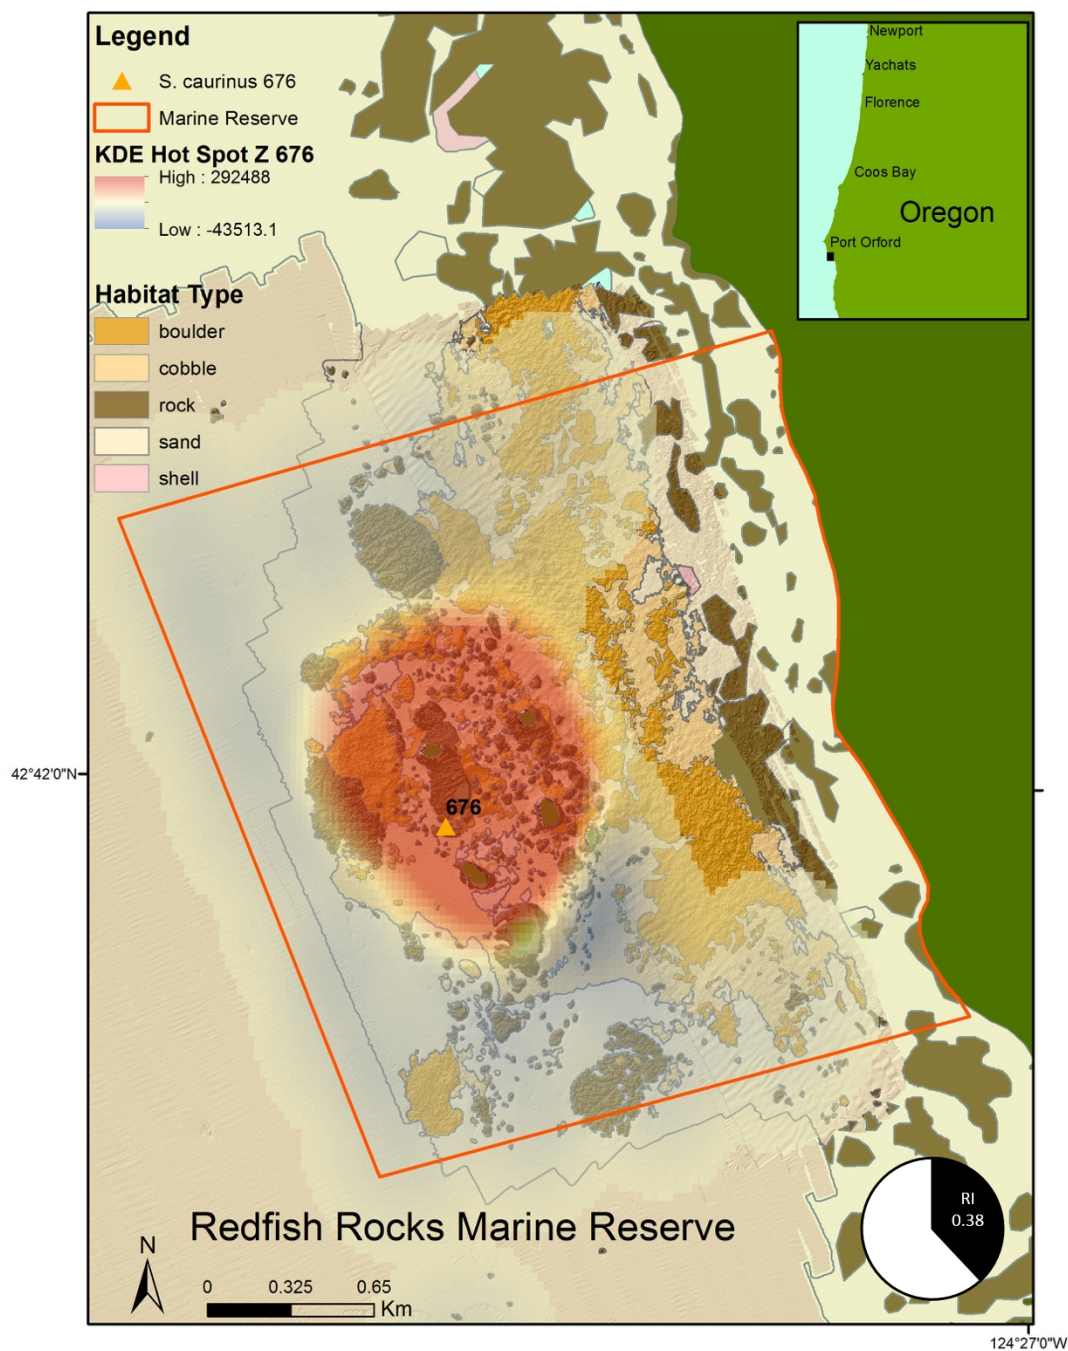 Legend
S. caurinus 676
Marine Reserve
KDE Hot Spot Z 676
High : 292488
Low : -43513.1
Habitat Type
boulder
cobble
rock
sand
shell
Newport
Yachats
Florence
Coos Bay
Oregon
Port Orford
42°42'0"N
676
Redfish Rocks Marine Reserve
N
0 0.325 0.65
Km
RI
0.38
124°27'0"W